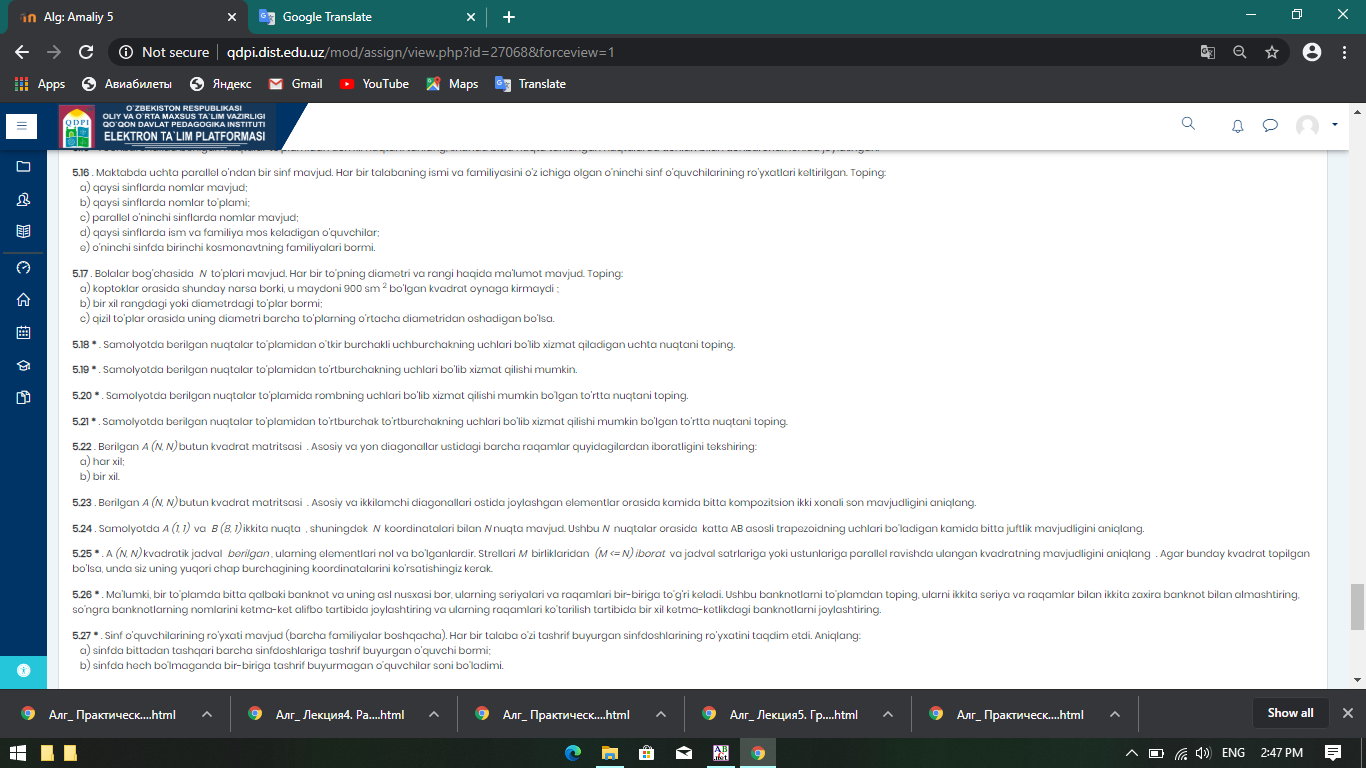 Alg: Amaliy 5
Google Translate
Not secure
qdpi.dist.edu.uz/mod/assign/view.php?id=27068&forceview=1
Apps
Авиабилеты
Яндекс
Gmail
YouTube
Maps
Translate
QDPI
O`ZBEKISTON RESPUBLIKASI
OLIY VA O`RTA MAXSUS TA`LIM VAZIRLIGI
QO`QON DAVLAT PEDAGOGIKA INSTITUTI
ELEKTRON TA`LIM PLATFORMASI
5.16 . Maktabda uchta parallel o'ndan bir sinf mavjud. Har bir talabaning ismi va familiyasini o'z ichiga olgan o'ninchi sinf o'quvchilarining ro'yxatlari keltirilgan. Toping:
a) qaysi sinflarda nomlar mavjud;
b) qaysi sinflarda nomlar to'plami;
c) parallel o'ninchi sinflarda nomlar mavjud;
d) qaysi sinflarda ism va familiya mos keladigan o'quvchilar;
e) o'ninchi sinfda birinchi kosmonavtning familiyalari bormi.
5.17 . Bolalar bog'chasida N to'plari mavjud. Har bir to'pning diametri va rangi haqida ma'lumot mavjud. Toping:
a) koptoklar orasida shunday narsa borki, u maydoni 900 sm 2 bo'lgan kvadrat oynaga kirmaydi ;
b) bir xil rangdagi yoki diametrdagi to'plar bormi;
c) qizil to'plar orasida uning diametri barcha to'plarning o'rtacha diametridan oshadigan bo'lsa.
5.18 * . Samolyotda berilgan nuqtalar to'plamidan o'tkir burchakli uchburchakning uchlari bo'lib xizmat qiladigan uchta nuqtani toping.
5.19 * . Samolyotda berilgan nuqtalar to'plamidan to'rtburchakning uchlari bo'lib xizmat qilishi mumkin.
5.20 * . Samolyotda berilgan nuqtalar to'plamida rombning uchlari bo'lib xizmat qilishi mumkin bo'lgan to'rtta nuqtani toping.
5.21 * . Samolyotda berilgan nuqtalar to'plamidan to'rtburchak to'rtburchakning uchlari bo'lib xizmat qilishi mumkin bo'lgan to'rtta nuqtani toping.
5.22 . Berilgan A (N, N) butun kvadrat matritsasi . Asosiy va yon diagonallar ustidagi barcha raqamlar quyidagilardan iboratligini tekshiring:
a) har xil;
b) bir xil.
5.23 . Berilgan A (N, N) butun kvadrat matritsasi . Asosiy va ikkilamchi diagonallari ostida joylashgan elementlar orasida kamida bitta kompozitsion ikki xonali son mavjudligini aniqlang.
5.24 . Samolyotda A (1, 1) va B (8, 1) ikkita nuqta , shuningdek N koordinatalari bilan N nuqta mavjud. Ushbu N nuqtalar orasida katta AB asosli trapezoidning uchlari bo'ladigan kamida bitta juftlik mavjudligini aniqlang.
5.25 * . A (N, N) kvadratik jadval berilgan , ularning elementlari nol va bo'lganlardir. Strellari M birliklaridan (M <= N) iborat va jadval satrlariga yoki ustunlariga parallel ravishda ulangan kvadratning mavjudligini aniqlang . Agar bunday kvadrat topilgan
bo'lsa, unda siz uning yuqori chap burchagining koordinatalarini ko'rsatishingiz kerak.
5.26 * . Ma'lumki, bir to'plamda bitta qalbaki banknot va uning asl nusxasi bor, ularning seriyalari va raqamlari bir-biriga to'g'ri keladi. Ushbu banknotlarni to'plamdan toping, ularni ikkita seriya va raqamlar bilan ikkita zaxira banknot bilan almashtiring,
so'ngra banknotlarning nomlarini ketma-ket alifbo tartibida joylashtiring va ularning raqamlari ko'tarilish tartibida bir xil ketma-ketlikdagi banknotlarni joylashtiring.
5.27 * . Sinf o'quvchilarining ro'yxati mavjud (barcha familiyalar boshqacha). Har bir talaba o'zi tashrif buyurgan sinfdoshlarining ro'yxatini taqdim etdi. Aniqlang:
a) sinfda bittadan tashqari barcha sinfdoshlariga tashrif buyurgan o'quvchi bormi;
b) sinfda hech bo'lmaganda bir-biriga tashrif buyurmagan o'quvchilar soni bo'ladimi.
Алг_ Практическ....html
Алг_ Лекция4. Ра....html
Алг_ Практическ....html
Алг_ Лекция5. Гр....html
Алг_ Практическ....html
Show all
ENG
2:47 PM